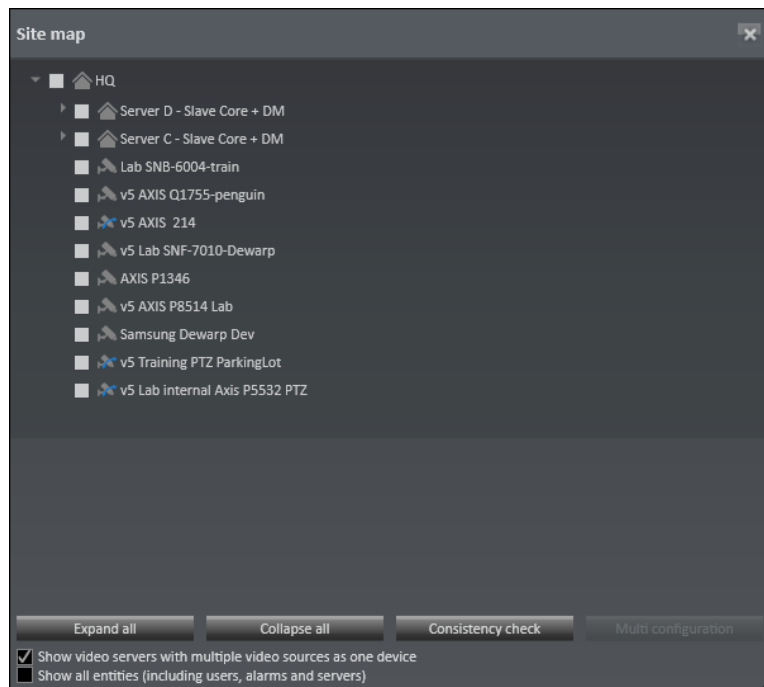 Site map
HQ
Server D - Slave Core + DM
Server C - Slave Core + DM
Lab SNB-6004-train
v5 AXIS Q1755-penguin
v5 AXIS 214
v5 Lab SNF-7010-Dewarp
AXIS P1346
v5 AXIS P8514 Lab
Samsung Dewarp Dev
v5 Training PTZ ParkingLot
v5 Lab internal Axis P5532 PTZ
Expand all Collapse all Consistency check Multi configuration
Show video servers with multiple video sources as one device
Show all entities (including users, alarms and servers)